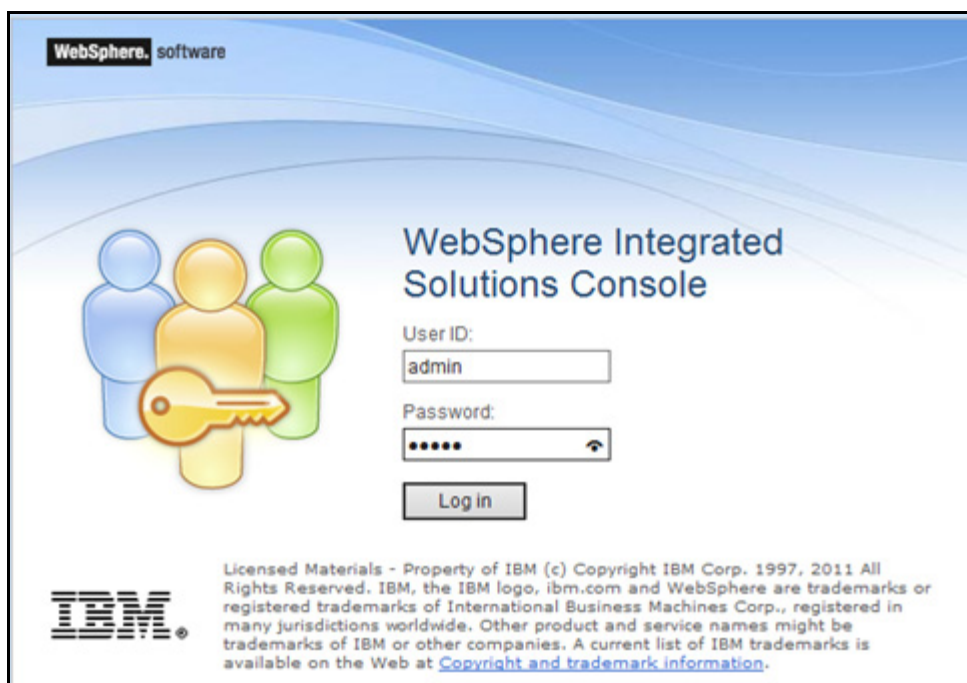 WebSphere. software
WebSphere Integrated
Solutions Console
User ID:
admin
Password:
•••••
Log in
Licensed Materials - Property of IBM (c) Copyright IBM Corp. 1997, 2011 All
Rights Reserved. IBM, the IBM logo, ibm.com and WebSphere are trademarks or
registered trademarks of International Business Machines Corp., registered in
many jurisdictions worldwide. Other product and service names might be
trademarks of IBM or other companies. A current list of IBM trademarks is
available on the Web at Copyright and trademark information.
IBM®